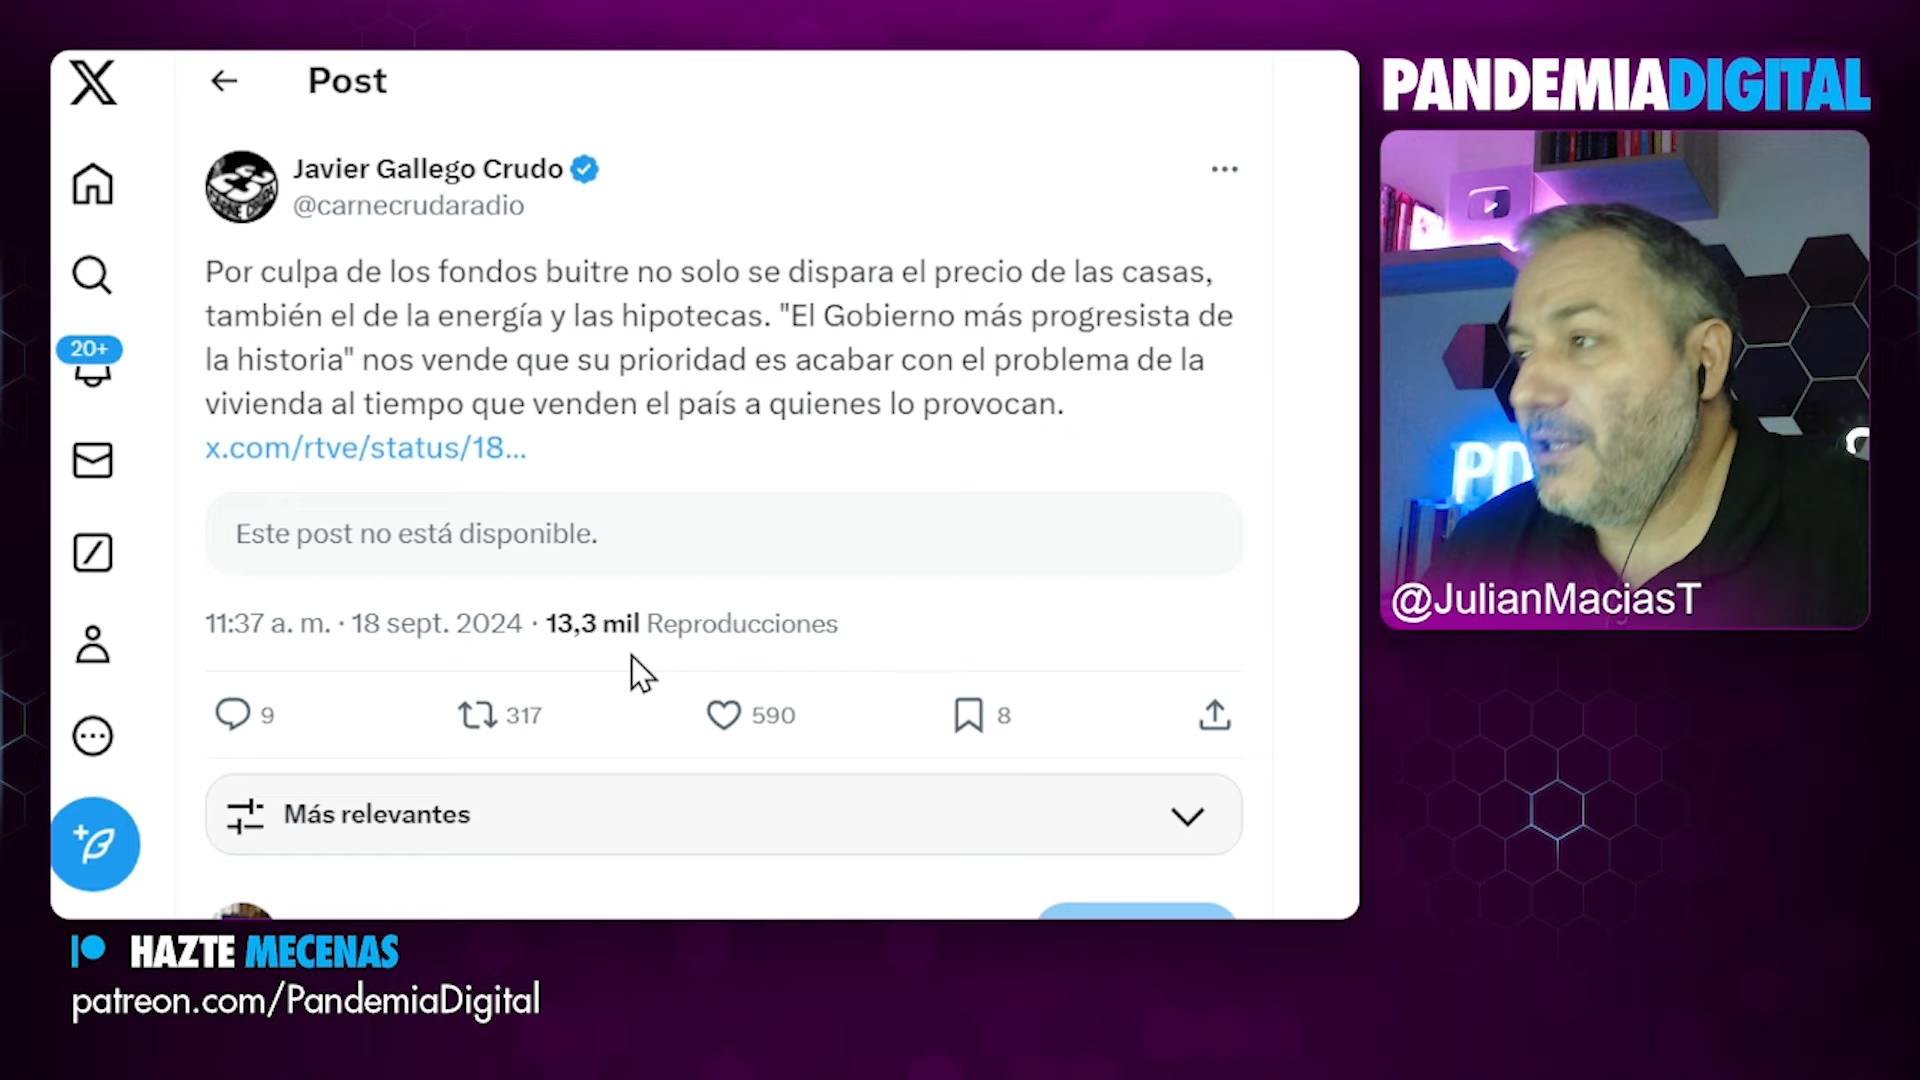 Post
Javier Gallego Crudo
@carnecrudaradio
Por culpa de los fondos buitre no solo se dispara el precio de las casas,
también el de la energía y las hipotecas. "El Gobierno más progresista de
la historia" nos vende que su prioridad es acabar con el problema de la
vivienda al tiempo que venden el país a quienes lo provocan.
x.com/rtve/status/18...
Este post no está disponible.
11:37 a. m. · 18 sept. 2024 · 13,3 mil Reproducciones
9 317 590 8
Más relevantes
20+
PANDEMIADIGITAL
PD
@JulianMaciasT
HAZTE MECENAS
patreon.com/PandemiaDigital